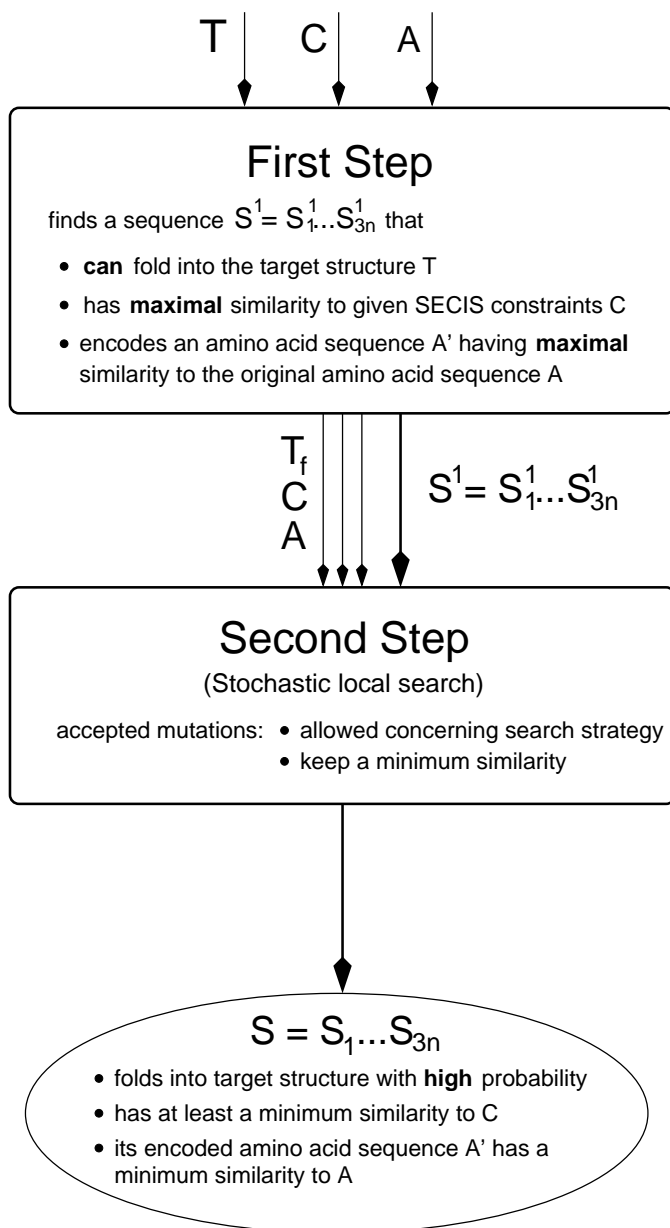 T C A
First Step
finds a sequence S¹= S₁¹...S₃ₙ¹ that
• can fold into the target structure T
• has maximal similarity to given SECIS constraints C
• encodes an amino acid sequence A' having maximal
similarity to the original amino acid sequence A
T_f
C
A
S¹= S₁¹...S₃ₙ¹
Second Step
(Stochastic local search)
accepted mutations: • allowed concerning search strategy
• keep a minimum similarity
S = S₁...S₃ₙ
• folds into target structure with high probability
• has at least a minimum similarity to C
• its encoded amino acid sequence A' has a
minimum similarity to A